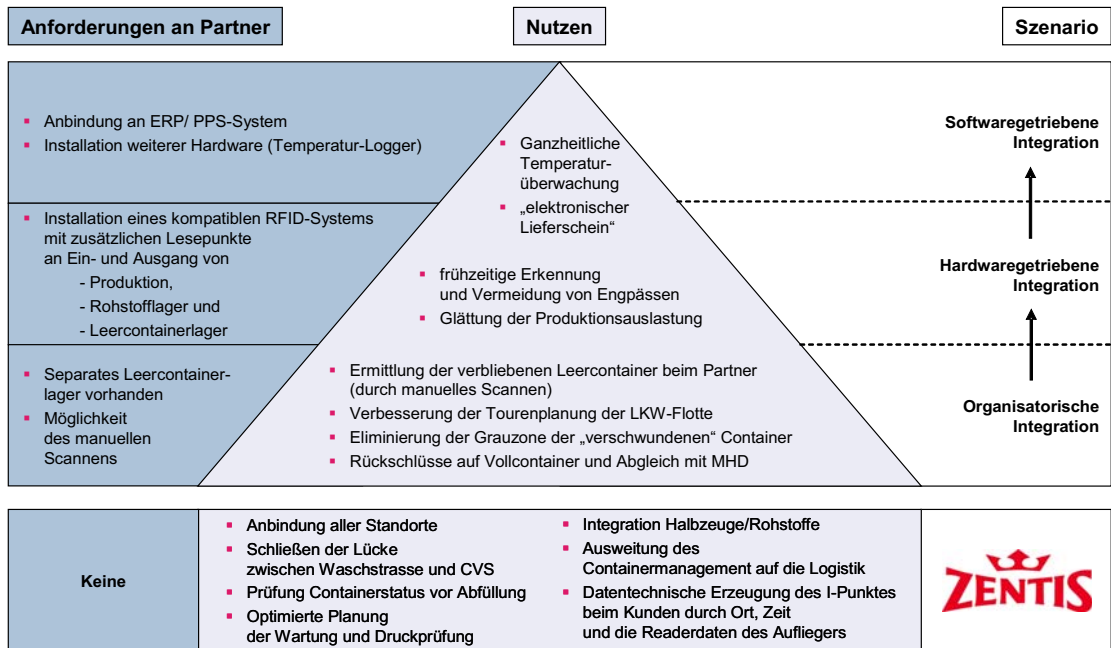 Anforderungen an Partner
Nutzen
Szenario
Anbindung an ERP/ PPS-System
Installation weiterer Hardware (Temperatur-Logger)
Ganzheitliche
Temperatur-
überwachung
„elektronischer
Lieferschein“
Softwaregetriebene
Integration
Installation eines kompatiblen RFID-Systems
mit zusätzlichen Lesepunkte
an Ein- und Ausgang von
- Produktion,
- Rohstofflager und
- Leercontainerlager
frühzeitige Erkennung
und Vermeidung von Engpässen
Glättung der Produktionsauslastung
Hardwaregetriebene
Integration
Separates Leercontainer-
lager vorhanden
Möglichkeit
des manuellen
Scannens
Ermittlung der verbliebenen Leercontainer beim Partner
(durch manuelles Scannen)
Verbesserung der Tourenplanung der LKW-Flotte
Eliminierung der Grauzone der „verschwundenen“ Container
Rückschlüsse auf Vollcontainer und Abgleich mit MHD
Organisatorische
Integration
Keine
Anbindung aller Standorte
Schließen der Lücke
zwischen Waschstrasse und CVS
Prüfung Containerstatus vor Abfüllung
Optimierte Planung
der Wartung und Druckprüfung
Integration Halbzeuge/Rohstoffe
Ausweitung des
Containermanagement auf die Logistik
Datentechnische Erzeugung des I-Punktes
beim Kunden durch Ort, Zeit
und die Readerdaten des Aufliegers
ZENTIS